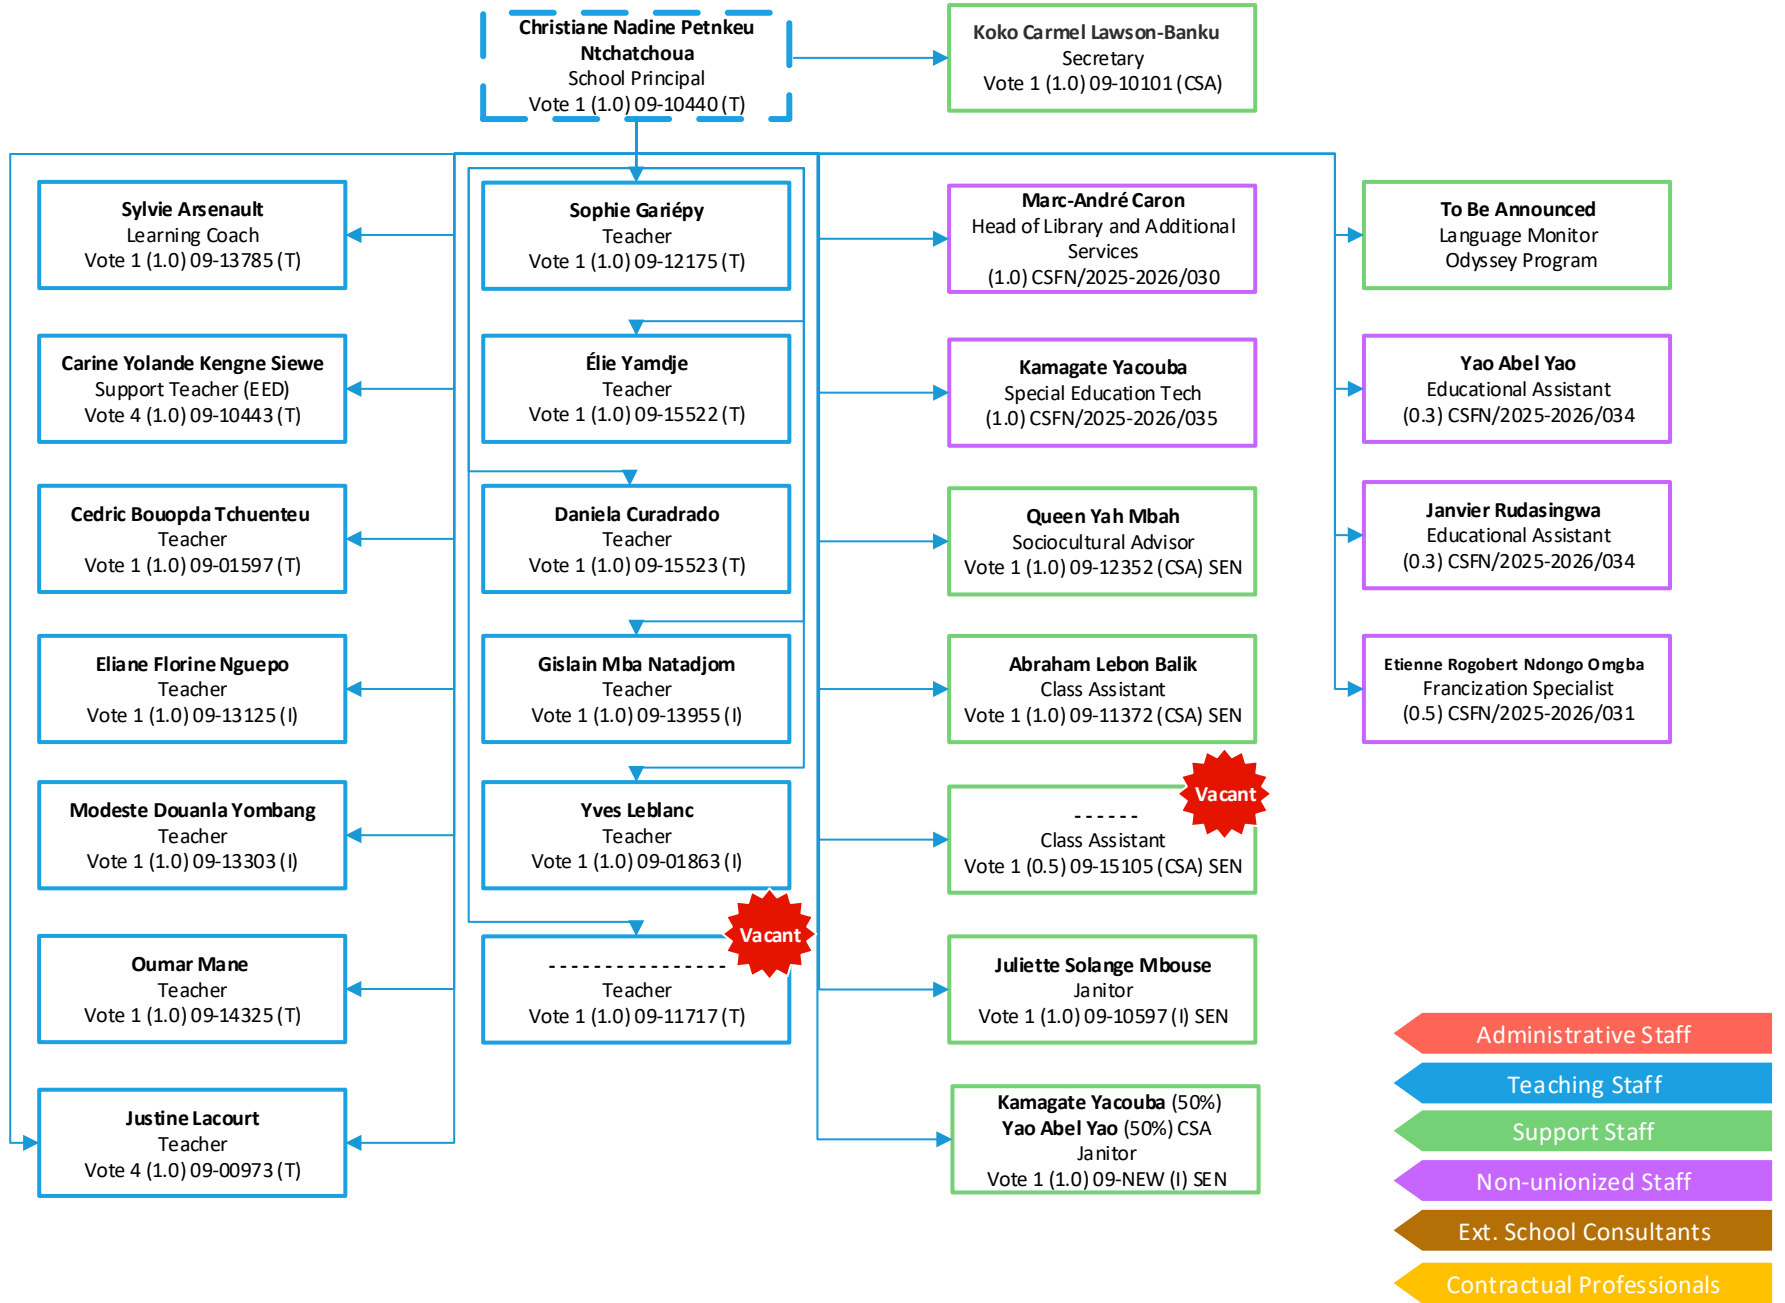 Christiane Nadine Petnkeu
Ntchatchoua
School Principal
Vote 1 (1.0) 09-10440 (T)
Koko Carmel Lawson-Banku
Secretary
Vote 1 (1.0) 09-10101 (CSA)
Sylvie Arsenault
Learning Coach
Vote 1 (1.0) 09-13785 (T)
Carine Yolande Kengne Siewe
Support Teacher (EED)
Vote 4 (1.0) 09-10443 (T)
Cedric Bouopda Tchuenteu
Teacher
Vote 1 (1.0) 09-01597 (T)
Eliane Florine Nguepo
Teacher
Vote 1 (1.0) 09-13125 (I)
Modeste Douanla Yombang
Teacher
Vote 1 (1.0) 09-13303 (I)
Oumar Mane
Teacher
Vote 1 (1.0) 09-14325 (T)
Justine Lacourt
Teacher
Vote 4 (1.0) 09-00973 (T)
Sophie Gariépy
Teacher
Vote 1 (1.0) 09-12175 (T)
Élie Yamdje
Teacher
Vote 1 (1.0) 09-15522 (T)
Daniela Curadrado
Teacher
Vote 1 (1.0) 09-15523 (T)
Gislain Mba Natadjom
Teacher
Vote 1 (1.0) 09-13955 (I)
Yves Leblanc
Teacher
Vote 1 (1.0) 09-01863 (I)
Vacant
- - - - - - - - - - - - - - - -
Teacher
Vote 1 (1.0) 09-11717 (T)
Marc-André Caron
Head of Library and Additional
Services
(1.0) CSFN/2025-2026/030
Kamagate Yacouba
Special Education Tech
(1.0) CSFN/2025-2026/035
Queen Yah Mbah
Sociocultural Advisor
Vote 1 (1.0) 09-12352 (CSA) SEN
Abraham Lebon Balik
Class Assistant
Vote 1 (1.0) 09-11372 (CSA) SEN
Vacant
- - - - - -
Class Assistant
Vote 1 (0.5) 09-15105 (CSA) SEN
Juliette Solange Mbouse
Janitor
Vote 1 (1.0) 09-10597 (I) SEN
Kamagate Yacouba (50%)
Yao Abel Yao (50%) CSA
Janitor
Vote 1 (1.0) 09-NEW (I) SEN
To Be Announced
Language Monitor
Odyssey Program
Yao Abel Yao
Educational Assistant
(0.3) CSFN/2025-2026/034
Janvier Rudasingwa
Educational Assistant
(0.3) CSFN/2025-2026/034
Etienne Rogobert Ndongo Omgba
Francization Specialist
(0.5) CSFN/2025-2026/031
Administrative Staff
Teaching Staff
Support Staff
Non-unionized Staff
Ext. School Consultants
Contractual Professionals